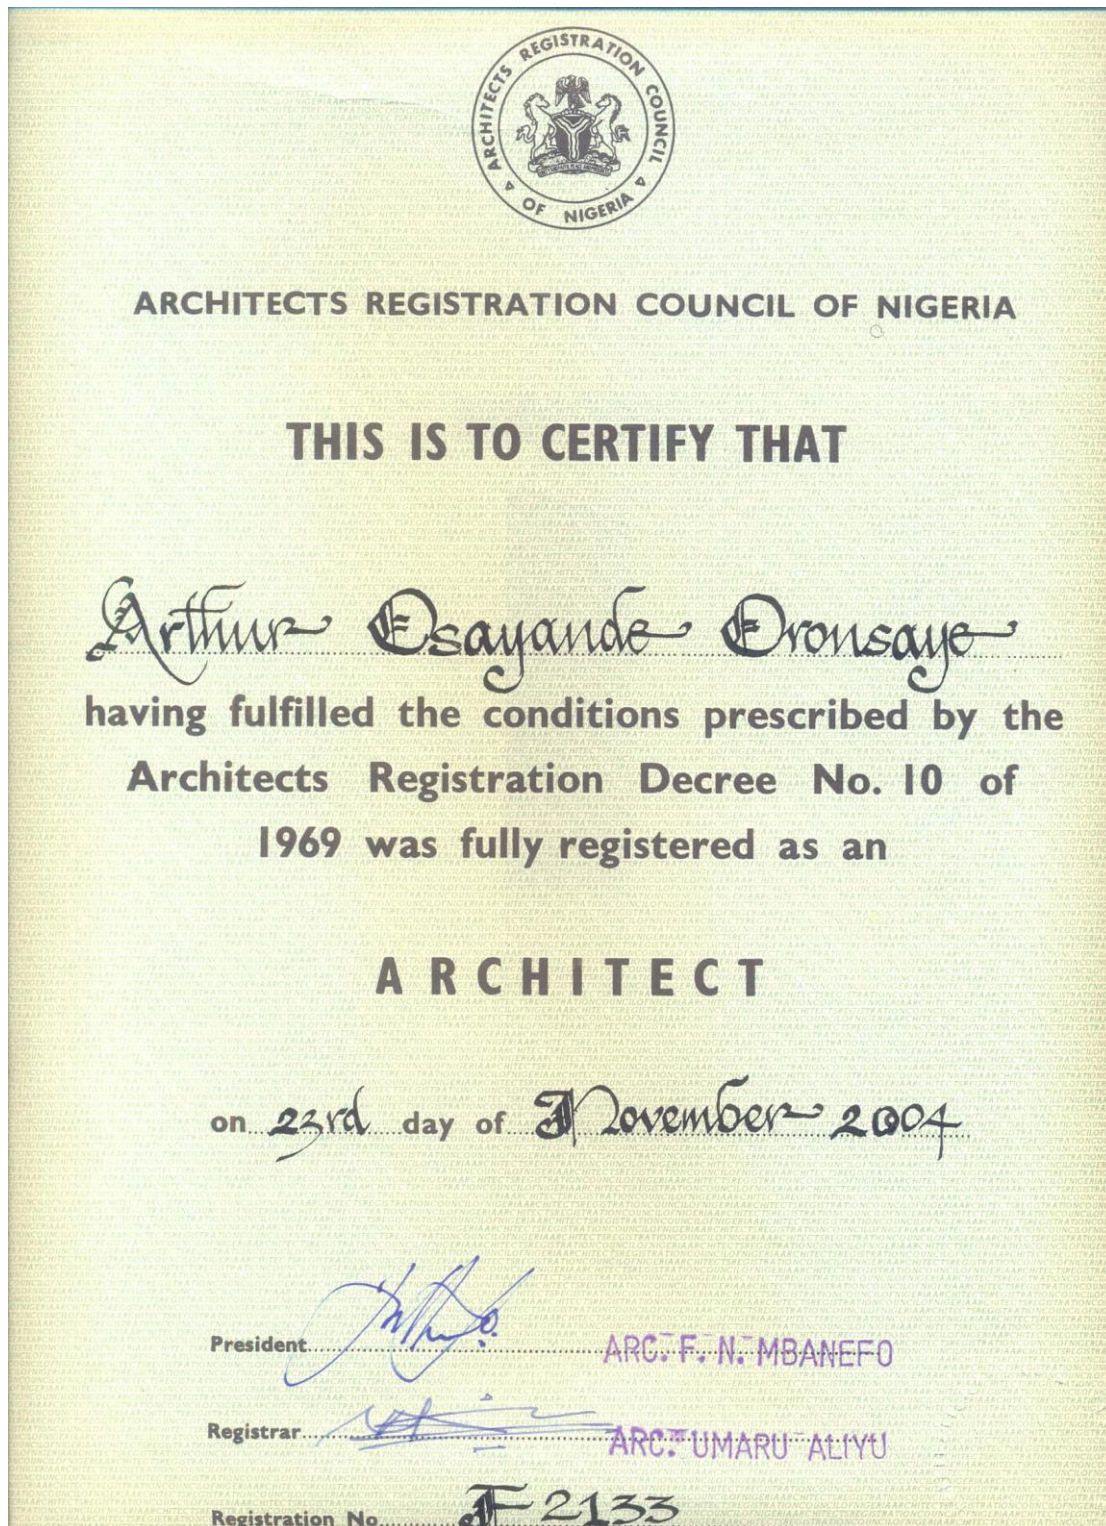 ARCHITECTS REGISTRATION COUNCIL
OF NIGERIA
ARCHITECTS REGISTRATION COUNCIL OF NIGERIA
THIS IS TO CERTIFY THAT
Arthur Osayande Oronsaye
having fulfilled the conditions prescribed by the
Architects Registration Decree No. 10 of
1969 was fully registered as an
ARCHITECT
on 23rd day of November 2004
President ARC. F. N. MBANEFO
Registrar ARC. UMARU ALIYU
Registration No. F 2133